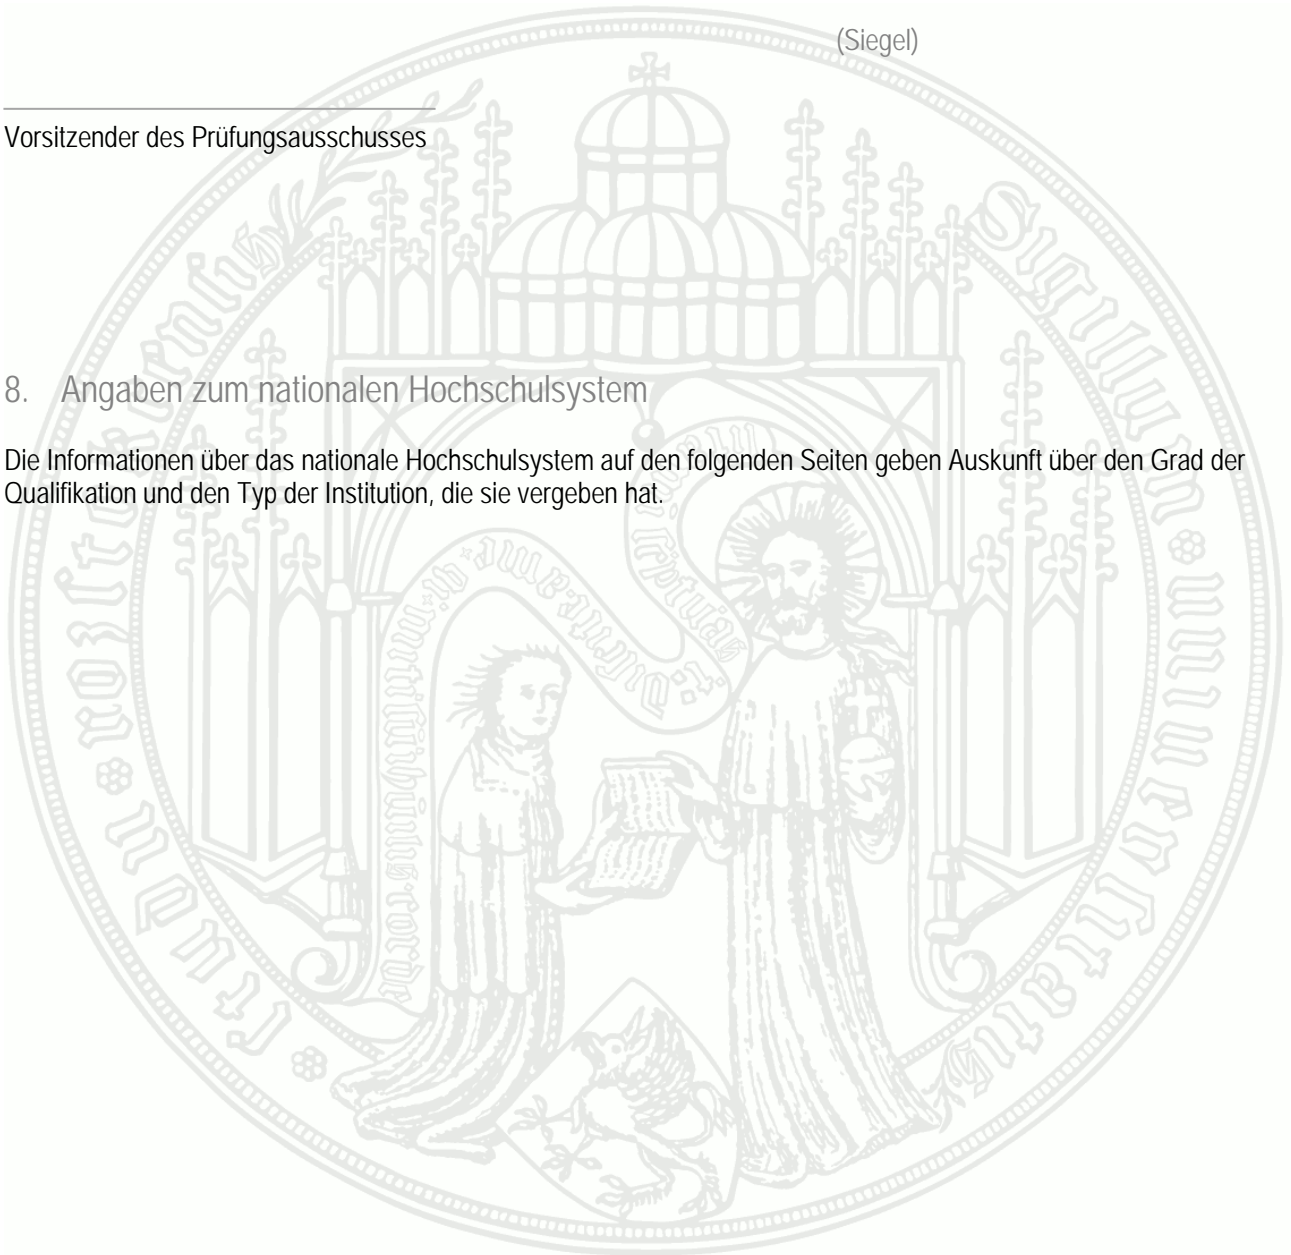 (Siegel)
Vorsitzender des Prüfungsausschusses
8. Angaben zum nationalen Hochschulsystem
Die Informationen über das nationale Hochschulsystem auf den folgenden Seiten geben Auskunft über den Grad der
Qualifikation und den Typ der Institution, die sie vergeben hat.